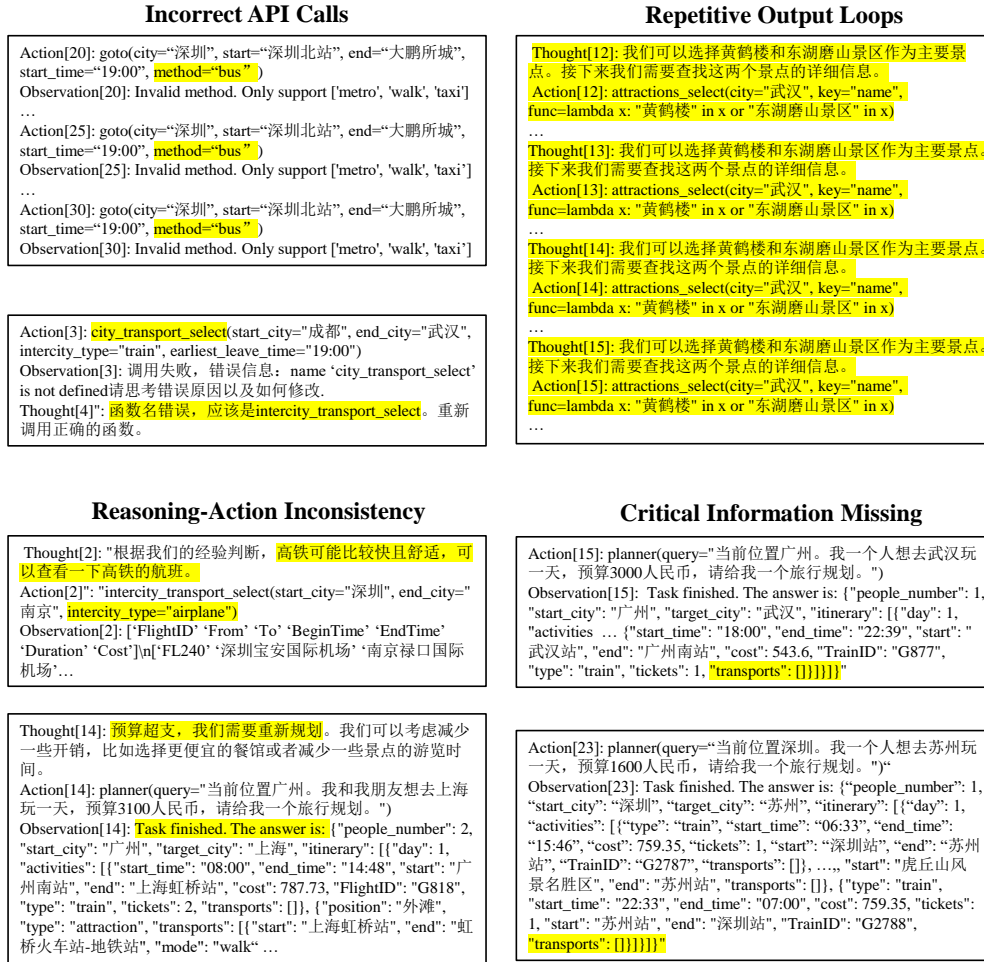 Incorrect API Calls
Action[20]: goto(city=“深圳”, start=“深圳北站”, end=“大鹏所城”,
start_time=“19:00”, method=“bus” )
Observation[20]: Invalid method. Only support ['metro', 'walk', 'taxi']
…
Action[25]: goto(city=“深圳”, start=“深圳北站”, end=“大鹏所城”,
start_time=“19:00”, method=“bus” )
Observation[25]: Invalid method. Only support ['metro', 'walk', 'taxi’]
…
Action[30]: goto(city=“深圳”, start=“深圳北站”, end=“大鹏所城”,
start_time=“19:00”, method=“bus” )
Observation[30]: Invalid method. Only support ['metro', 'walk', 'taxi']
Action[3]: city_transport_select(start_city="成都", end_city="武汉",
intercity_type="train", earliest_leave_time="19:00")
Observation[3]: 调用失败，错误信息：name ‘city_transport_select’
is not defined请思考错误原因以及如何修改.
Thought[4]": 函数名错误，应该是intercity_transport_select。重新
调用正确的函数。
Repetitive Output Loops
Thought[12]: 我们可以选择黄鹤楼和东湖磨山景区作为主要景
点。接下来我们需要查找这两个景点的详细信息。
Action[12]: attractions_select(city="武汉", key="name",
func=lambda x: "黄鹤楼" in x or "东湖磨山景区" in x)
…
Thought[13]: 我们可以选择黄鹤楼和东湖磨山景区作为主要景点。
接下来我们需要查找这两个景点的详细信息。
Action[13]: attractions_select(city="武汉", key="name",
func=lambda x: "黄鹤楼" in x or "东湖磨山景区" in x)
…
Thought[14]: 我们可以选择黄鹤楼和东湖磨山景区作为主要景点。
接下来我们需要查找这两个景点的详细信息。
Action[14]: attractions_select(city="武汉", key="name",
func=lambda x: "黄鹤楼" in x or "东湖磨山景区" in x)
…
Thought[15]: 我们可以选择黄鹤楼和东湖磨山景区作为主要景点。
接下来我们需要查找这两个景点的详细信息。
Action[15]: attractions_select(city="武汉", key="name",
func=lambda x: "黄鹤楼" in x or "东湖磨山景区" in x)
…
Reasoning-Action Inconsistency
Thought[2]: "根据我们的经验判断，高铁可能比较快且舒适，可
以查看一下高铁的航班。
Action[2]": "intercity_transport_select(start_city="深圳", end_city="
南京", intercity_type="airplane")
Observation[2]: [‘FlightID’ ‘From’ ‘To’ ‘BeginTime’ ‘EndTime’
‘Duration’ ‘Cost’]\n[‘FL240’ ‘深圳宝安国际机场’ ‘南京禄口国际
机场’…
Thought[14]: 预算超支，我们需要重新规划。我们可以考虑减少
一些开销，比如选择更便宜的餐馆或者减少一些景点的游览时
间。
Action[14]: planner(query="当前位置广州。我和我朋友想去上海
玩一天，预算3100人民币，请给我一个旅行规划。")
Observation[14]: Task finished. The answer is: {"people_number": 2,
"start_city": "广州", "target_city": "上海", "itinerary": [{"day": 1,
"activities": [{"start_time": "08:00", "end_time": "14:48", "start": "广
州南站", "end": "上海虹桥站", "cost": 787.73, "FlightID": "G818",
"type": "train", "tickets": 2, "transports": []}, {"position": "外滩",
"type": "attraction", "transports": [{"start": "上海虹桥站", "end": "虹
桥火车站-地铁站", "mode": "walk“ …
Critical Information Missing
Action[15]: planner(query="当前位置广州。我一个人想去武汉玩
一天，预算3000人民币，请给我一个旅行规划。")
Observation[15]: Task finished. The answer is: {"people_number": 1,
"start_city": "广州", "target_city": "武汉", "itinerary": [{"day": 1,
"activities … {"start_time": "18:00", "end_time": "22:39", "start": "
武汉站", "end": "广州南站", "cost": 543.6, "TrainID": "G877",
"type": "train", "tickets": 1, "transports": []}]}]}"
Action[23]: planner(query=“当前位置深圳。我一个人想去苏州玩
一天，预算1600人民币，请给我一个旅行规划。")“
Observation[23]: Task finished. The answer is: {“people_number”: 1,
“start_city”: “深圳”, “target_city”: “苏州”, “itinerary”: [{“day”: 1,
“activities”: [{“type”: “train”, “start_time”: “06:33”, “end_time”:
“15:46”, “cost”: 759.35, “tickets”: 1, “start”: “深圳站”, “end”: “苏州
站”, “TrainID”: “G2787”, “transports”: []}, …,,, "start": "虎丘山风
景名胜区", "end": "苏州站", "transports": []}, {"type": "train",
"start_time": "22:33", "end_time": "07:00", "cost": 759.35, "tickets":
1, "start": "苏州站", "end": "深圳站", "TrainID": "G2788",
"transports": []}]}]}"